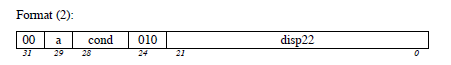 Format (2):
00 a cond 010 disp22
31 29 28 24 21 0